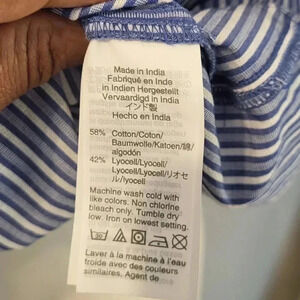 Made in India
Fabriqué en Inde
in Indien Hergestellt
Vervaardigd in India
インド製
Hecho en India
58% Cotton/Coton/
Baumwolle/Katoen/綿/
algodón
42% Lyocell/Lyocell/
Lyocell/Lyocell/リオセ
ル/lyocell
Machine wash cold with
like colors. Non chlorine
bleach only. Tumble dry
low. Iron on lowest setting.
Laver à la machine à l'eau
froide avec des couleurs
similaires. Agent de